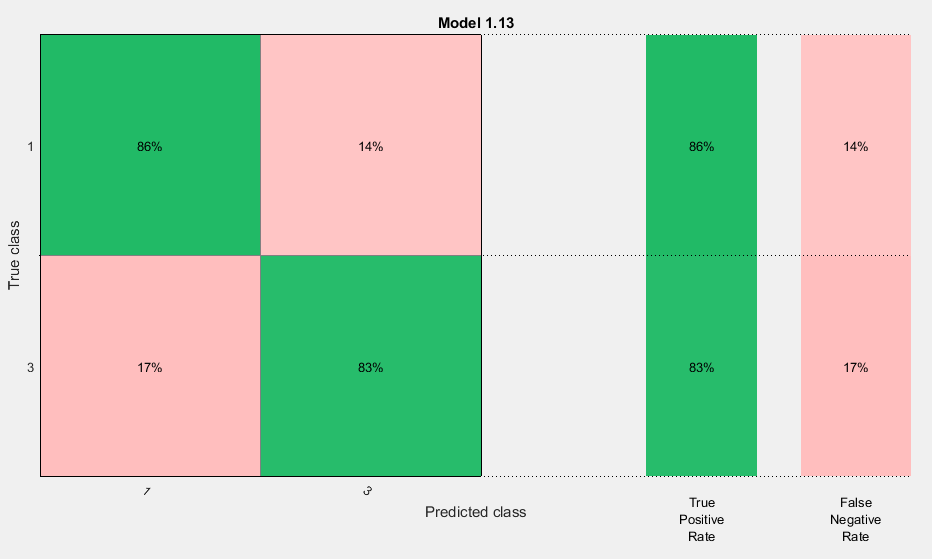 Model 1.13
True class
1
86%
14%
86%
14%
3
17%
83%
83%
17%
1
3
Predicted class
True
Positive
Rate
False
Negative
Rate